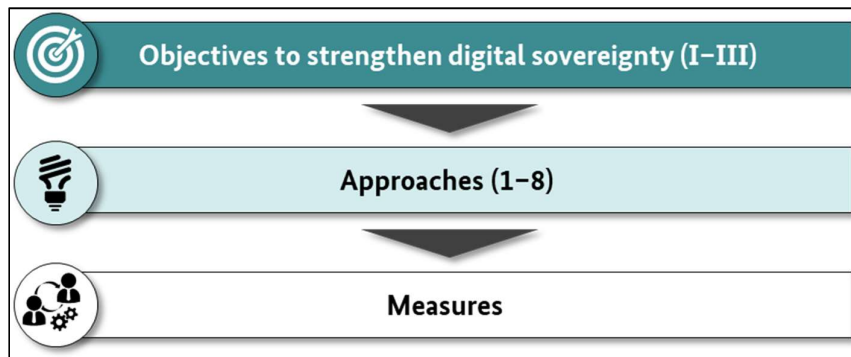 Objectives to strengthen digital sovereignty (I–III)
Approaches (1–8)
Measures